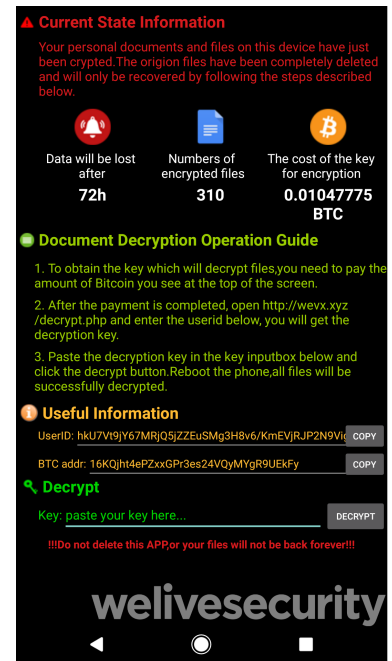 Current State Information
Your personal documents and files on this device have just
been crypted.The origion files have been completely deleted
and will only be recovered by following the steps described
below.
Data will be lost
after
72h
Numbers of
encrypted files
310
The cost of the key
for encryption
0.01047775
BTC
Document Decryption Operation Guide
1. To obtain the key which will decrypt files,you need to pay the
amount of Bitcoin you see at the top of the screen.
2. After the payment is completed, open http://wevx.xyz
/decrypt.php and enter the userid below, you will get the
decryption key.
3. Paste the decryption key in the key inputbox below and
click the decrypt button.Reboot the phone,all files will be
successfully decrypted.
Useful Information
UserID: hkU7Vt9jY67MRjQ5jZZEuSMg3H8v6/KmEVjRJP2N9Vig COPY
BTC addr: 16KQjht4ePZxxGPr3es24VQyMYgR9UEkFy COPY
Decrypt
Key: paste your key here... DECRYPT
!!!Do not delete this APP,or your files will not be back forever!!!
welivesecurity